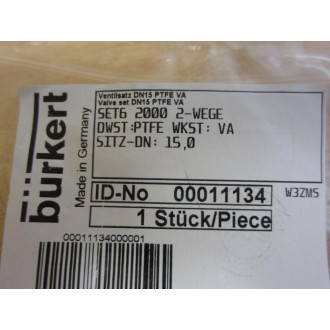 bürkert
Made in Germany
Ventilsatz DN15 PTFE VA
Valve set DN15 PTFE VA
SET6 2000 2-WEGE
DWST:PTFE WKST: VA
SITZ-DN: 15,0
ID-No 00011134
W3ZMS
1 Stück/Piece
00011134000001